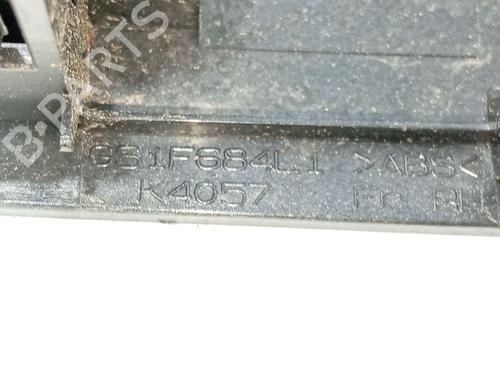 B-PARTS
GS1F684L1 >ABS<
K4057 Fr RH